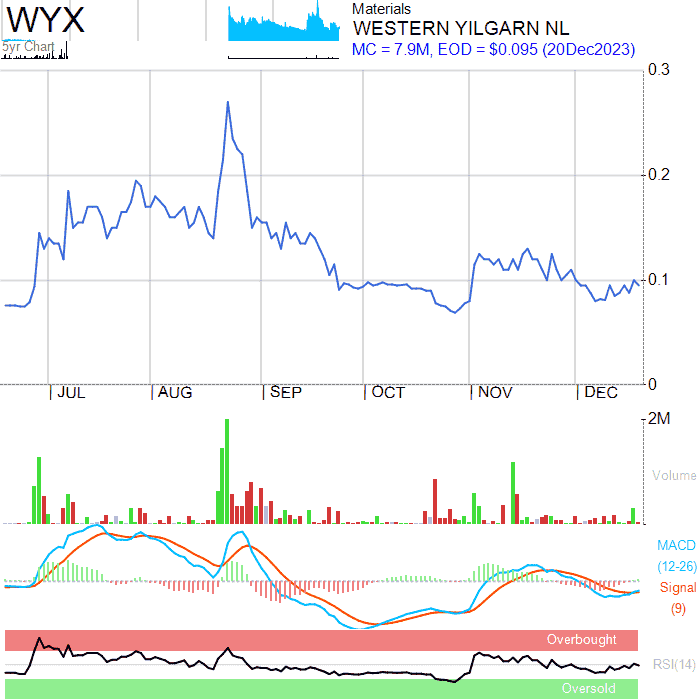 WYX
5yr Chart
Materials
WESTERN YILGARN NL
MC = 7.9M, EOD = $0.095 (20Dec2023)
0.3
0.2
0.1
0
JUL AUG SEP OCT NOV DEC
2M
Volume
MACD
(12-26)
Signal
(9)
Overbought
RSI(14)
Oversold